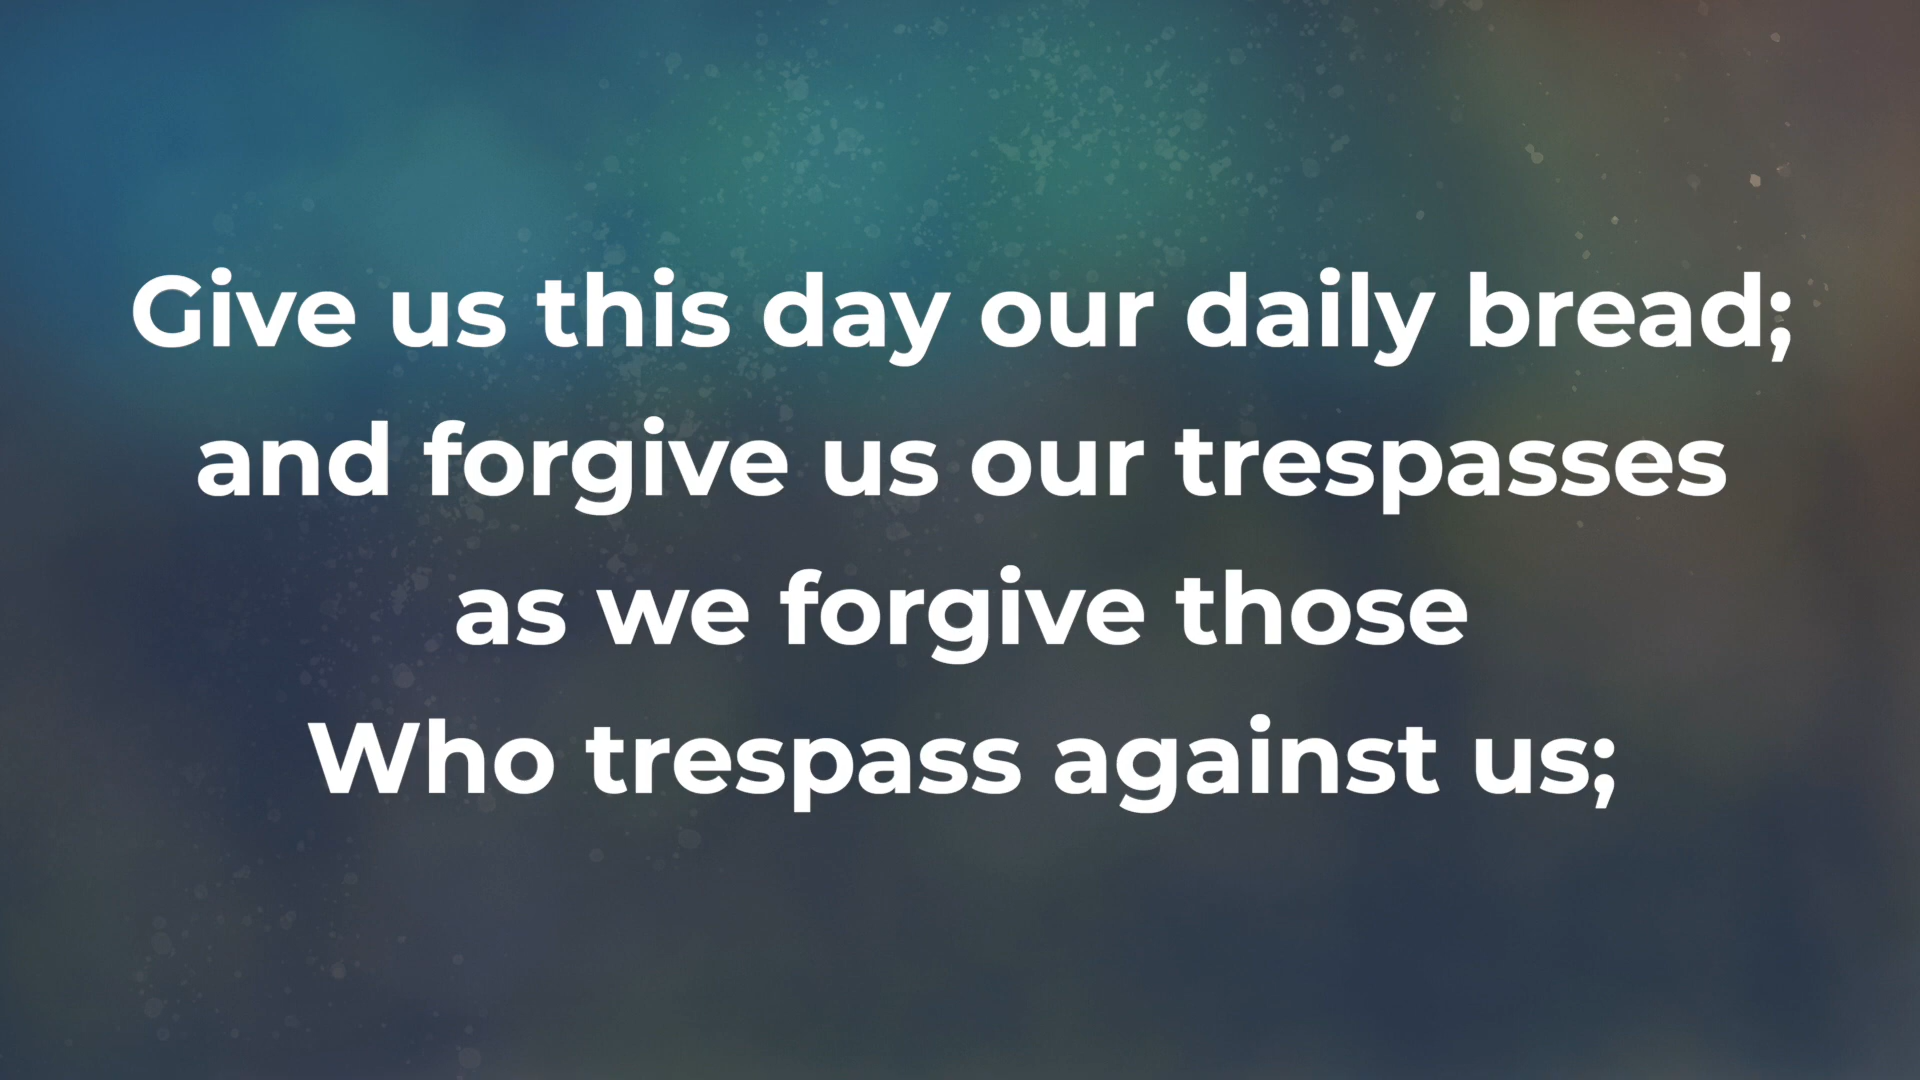 Give us this day our daily bread;
and forgive us our trespasses
as we forgive those
Who trespass against us;